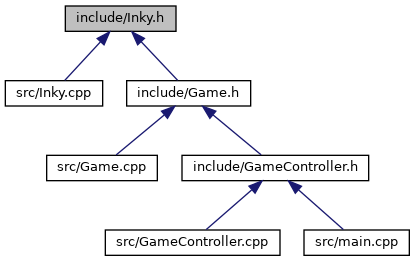 include/Inky.h
src/Inky.cpp
include/Game.h
src/Game.cpp
include/GameController.h
src/GameController.cpp
src/main.cpp